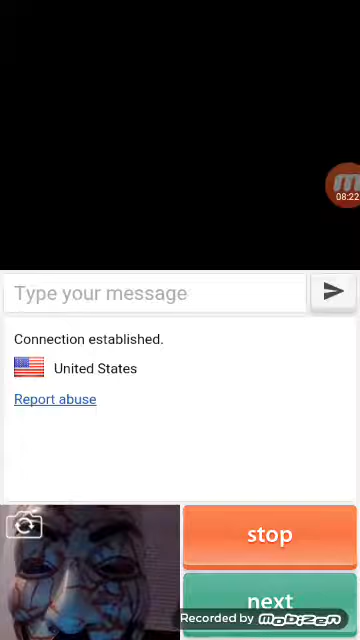 08:22
Type your message
Connection established.
United States
Report abuse
stop
next
Recorded by MOBIZEN